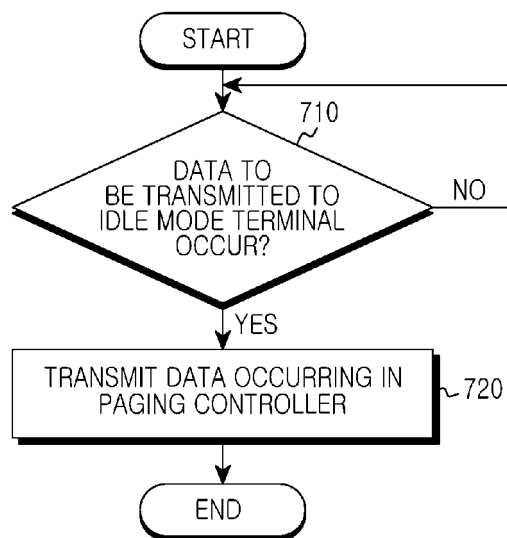 START
710
DATA TO
BE TRANSMITTED TO
IDLE MODE TERMINAL
OCCUR?
NO
YES
TRANSMIT DATA OCCURRING IN
PAGING CONTROLLER
720
END